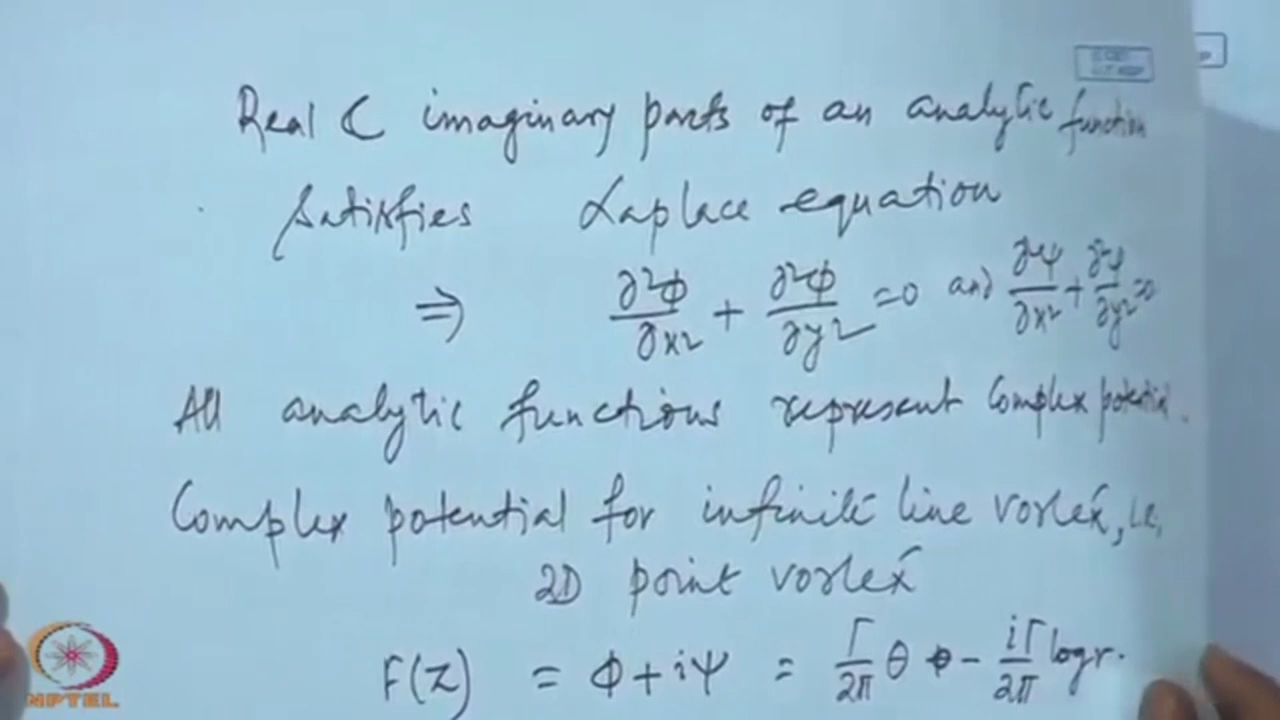 Real & imaginary parts of an analytic function
satisfies Laplace equation
⇒ ∂²ϕ/∂x² + ∂²ϕ/∂y² =0 and ∂²ψ/∂x² + ∂²ψ/∂y² =0
All analytic functions represent Complex potential.
Complex potential for infinite line vortex, i.e,
2D point vortex
F(Z) = ϕ+iψ = Γ/2π θ - iΓ/2π logr.
NPTEL